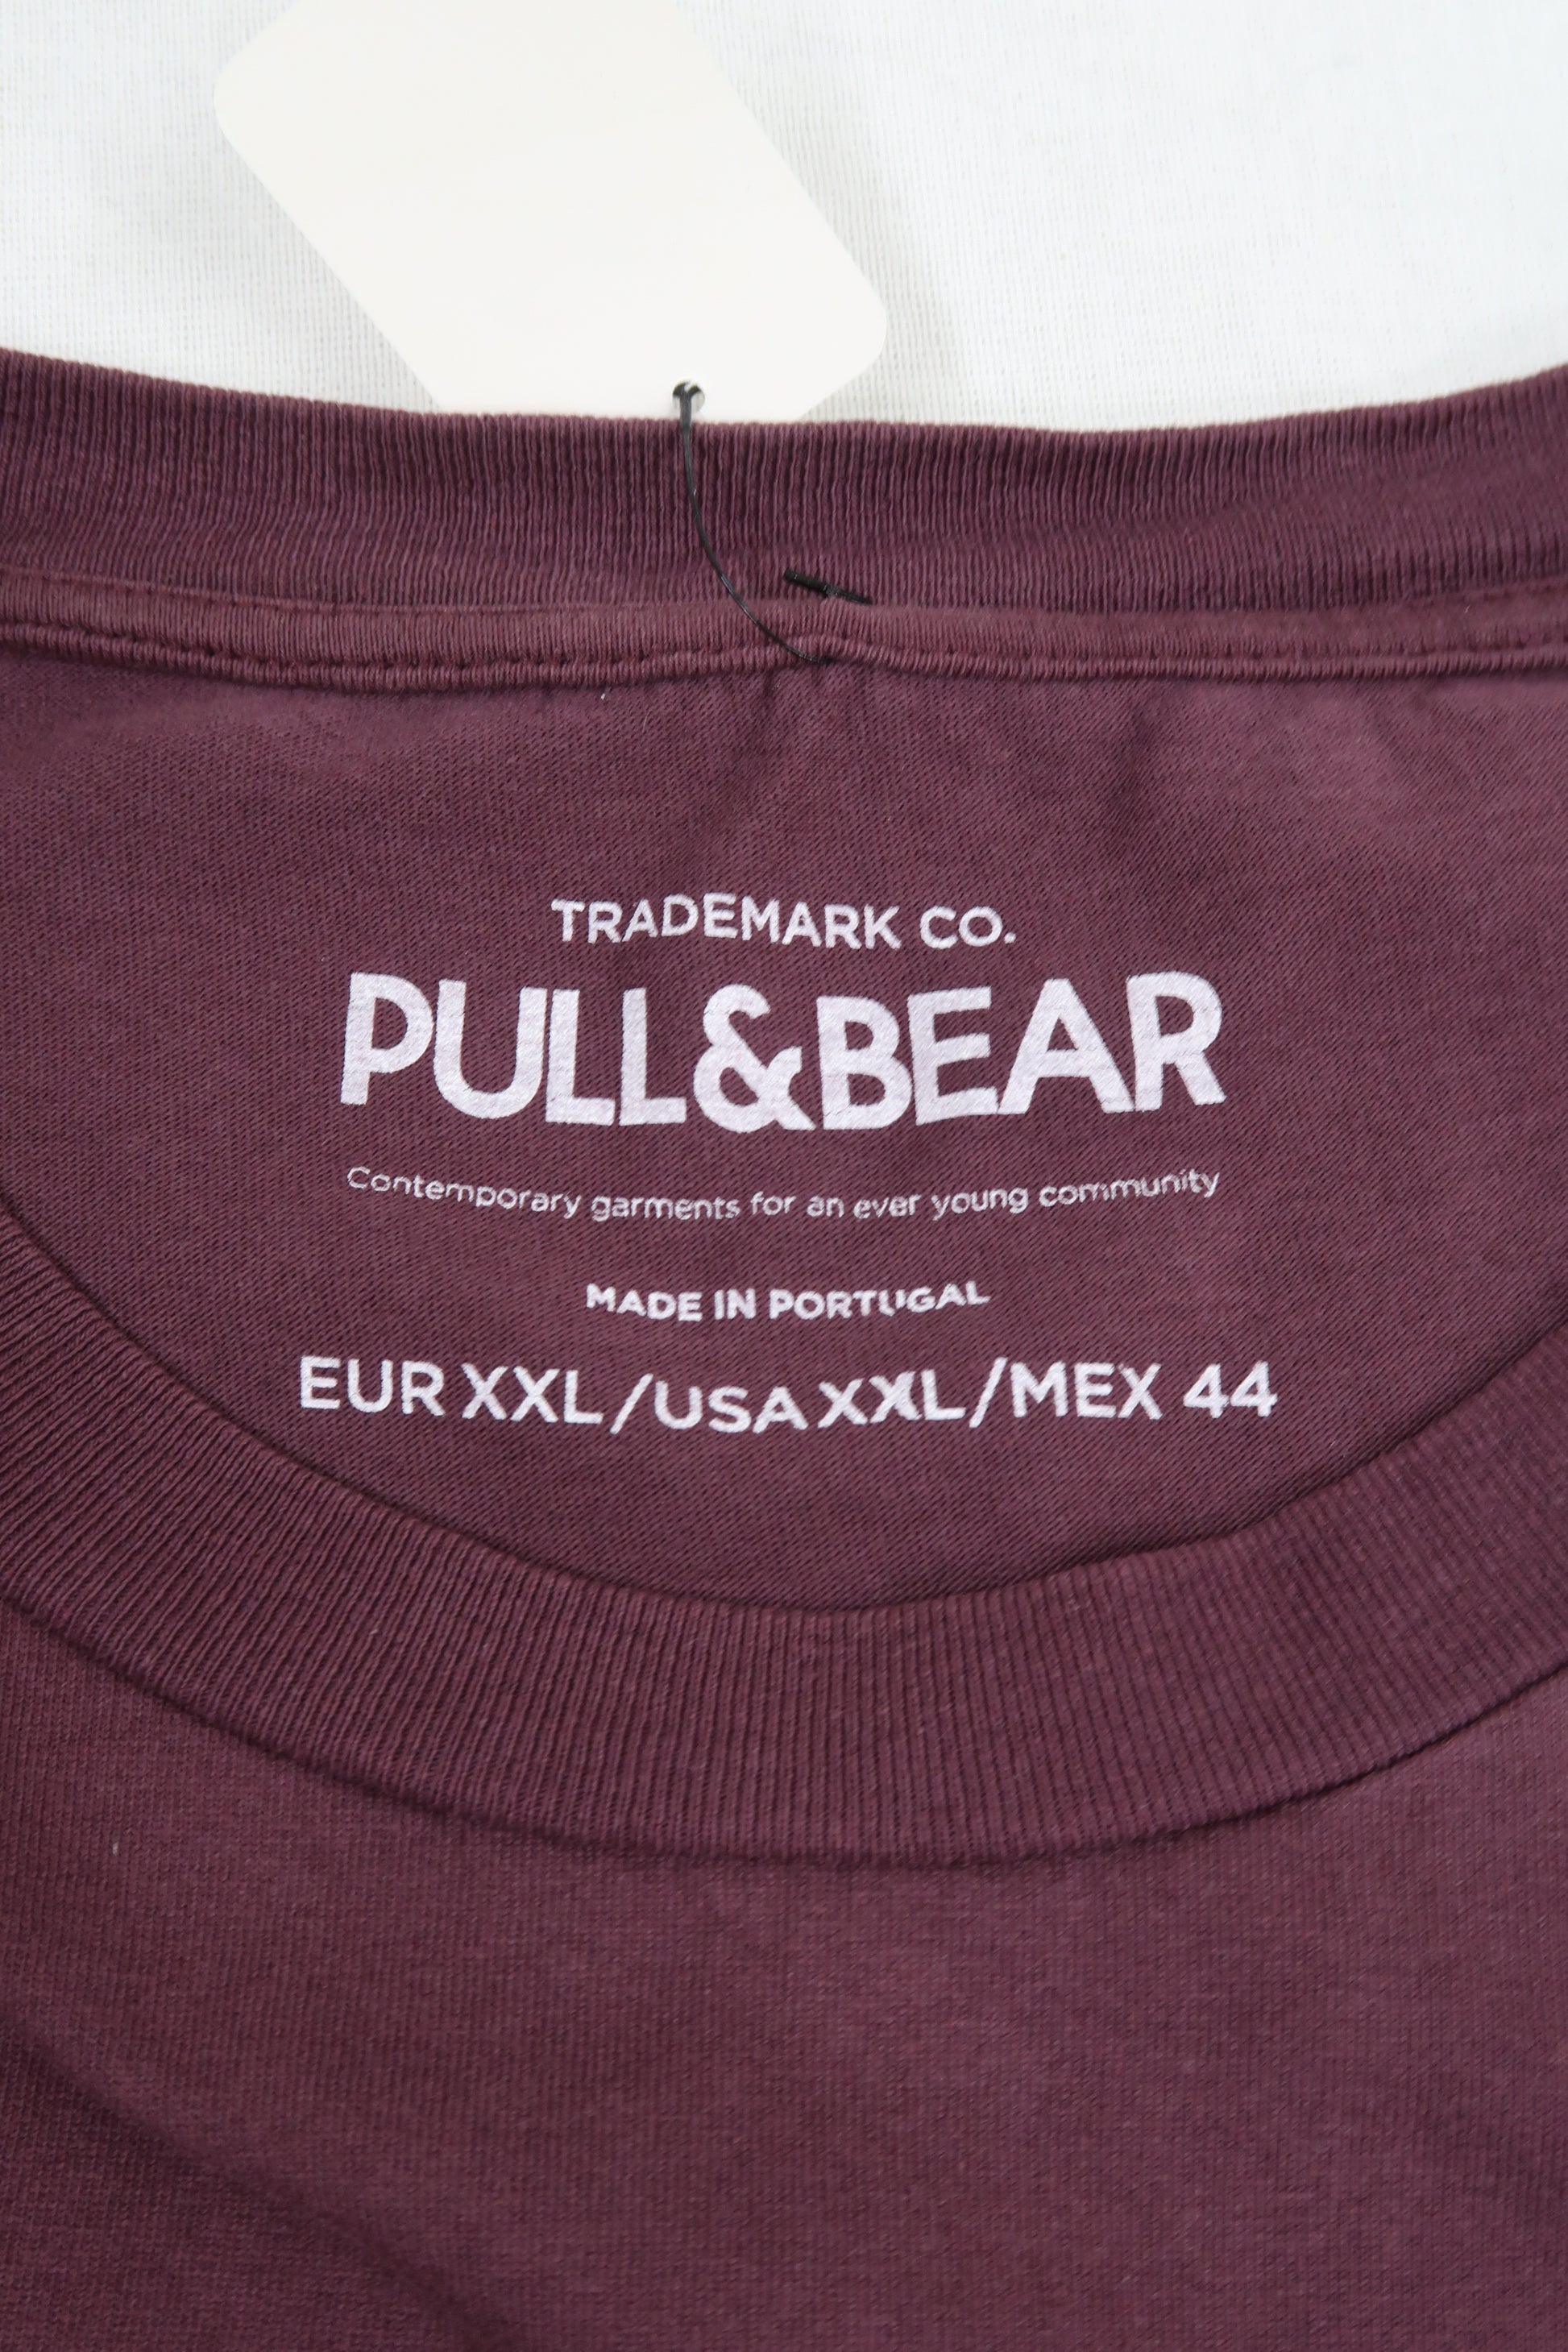 TRADEMARK CO.
PULL&BEAR
Contemporary garments for an ever young community
MADE IN PORTUGAL
EUR XXL/USA XXL/MEX 44